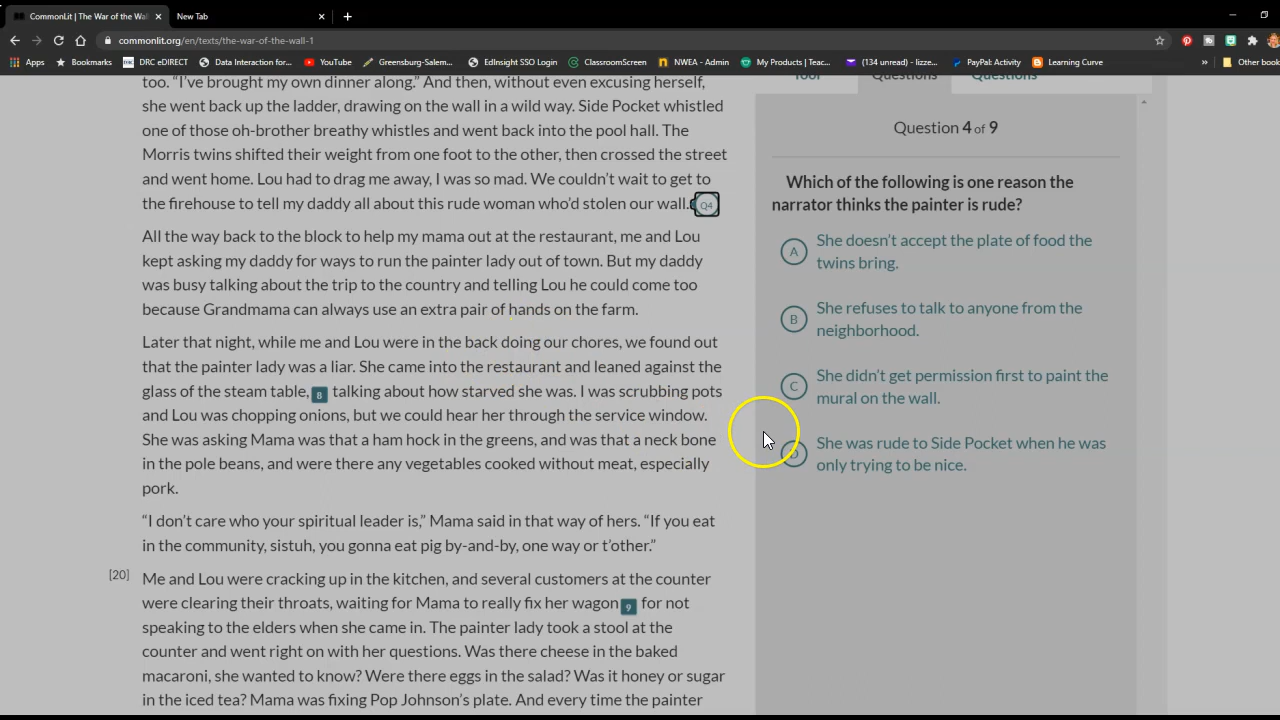 CommonLit | The War of the Wal
New Tab
commonlit.org/en/texts/the-war-of-the-wall-1
Apps
Bookmarks
DRC eDIRECT
Data Interaction for...
YouTube
Greensburg-Salem...
EdInsight SSO Login
ClassroomScreen
NWEA - Admin
My Products | Teac...
(134 unread) - lizze...
PayPal Activity
Learning Curve
Other book
too. “I’ve brought my own dinner along.” And then, without even excusing herself,
she went back up the ladder, drawing on the wall in a wild way. Side Pocket whistled
one of those oh-brother breathy whistles and went back into the pool hall. The
Morris twins shifted their weight from one foot to the other, then crossed the street
and went home. Lou had to drag me away, I was so mad. We couldn’t wait to get to
the firehouse to tell my daddy all about this rude woman who’d stolen our wall. Q4
All the way back to the block to help my mama out at the restaurant, me and Lou
kept asking my daddy for ways to run the painter lady out of town. But my daddy
was busy talking about the trip to the country and telling Lou he could come too
because Grandmama can always use an extra pair of hands on the farm.
Later that night, while me and Lou were in the back doing our chores, we found out
that the painter lady was a liar. She came into the restaurant and leaned against the
glass of the steam table, 8 talking about how starved she was. I was scrubbing pots
and Lou was chopping onions, but we could hear her through the service window.
She was asking Mama was that a ham hock in the greens, and was that a neck bone
in the pole beans, and were there any vegetables cooked without meat, especially
pork.
“I don’t care who your spiritual leader is,” Mama said in that way of hers. “If you eat
in the community, sistuh, you gonna eat pig by-and-by, one way or t’other.”
[20] Me and Lou were cracking up in the kitchen, and several customers at the counter
were clearing their throats, waiting for Mama to really fix her wagon 9 for not
speaking to the elders when she came in. The painter lady took a stool at the
counter and went right on with her questions. Was there cheese in the baked
macaroni, she wanted to know? Were there eggs in the salad? Was it honey or sugar
in the iced tea? Mama was fixing Pop Johnson’s plate. And every time the painter
Tool
Questions
Questions
Question 4 of 9
Which of the following is one reason the
narrator thinks the painter is rude?
A She doesn’t accept the plate of food the
twins bring.
B She refuses to talk to anyone from the
neighborhood.
C She didn’t get permission first to paint the
mural on the wall.
D She was rude to Side Pocket when he was
only trying to be nice.